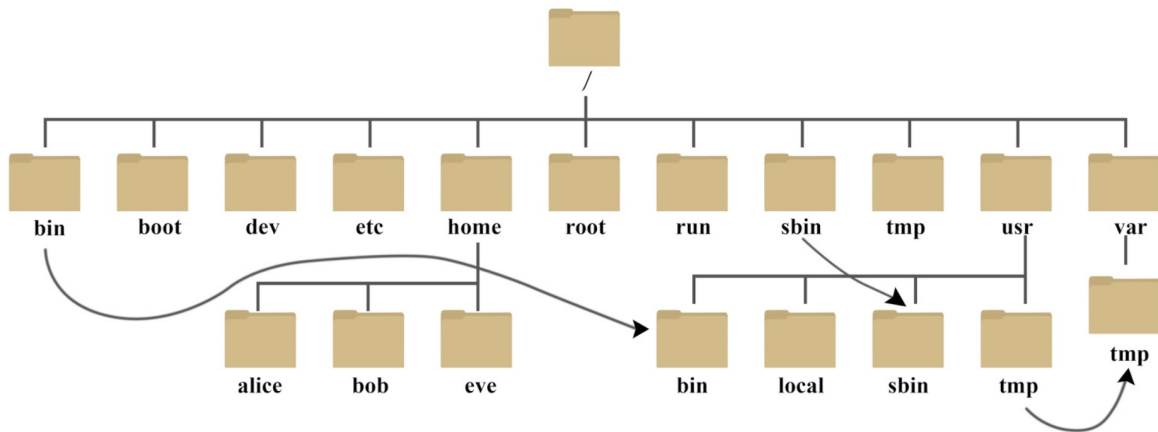 /
bin boot dev etc home root run sbin tmp usr var
alice bob eve bin local sbin tmp tmp